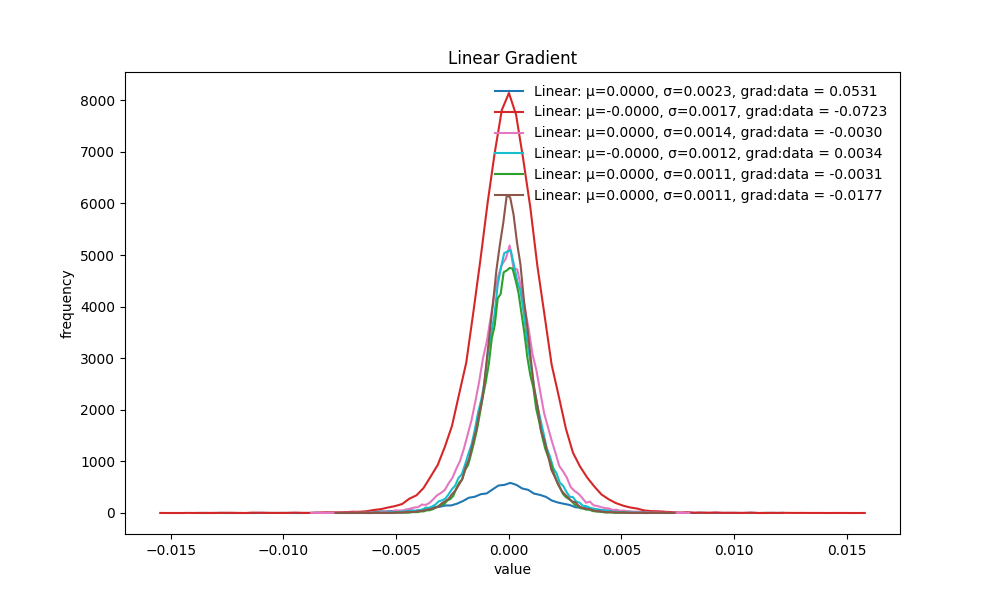 Linear Gradient
Linear: μ=0.0000, σ=0.0023, grad:data = 0.0531
Linear: μ=-0.0000, σ=0.0017, grad:data = -0.0723
Linear: μ=0.0000, σ=0.0014, grad:data = -0.0030
Linear: μ=-0.0000, σ=0.0012, grad:data = 0.0034
Linear: μ=0.0000, σ=0.0011, grad:data = -0.0031
Linear: μ=0.0000, σ=0.0011, grad:data = -0.0177
8000
7000
6000
5000
4000
3000
2000
1000
0
frequency
−0.015
−0.010
−0.005
0.000
0.005
0.010
0.015
value